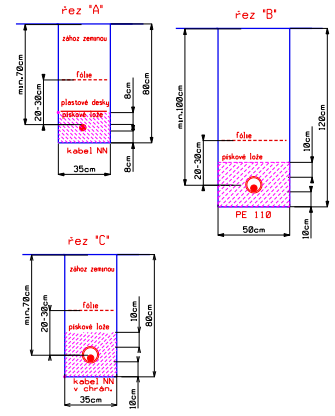 řez "A"
zához zeminou
min.70cm
20-30cm
fólie
plastové desky
pískové lože
8cm
80cm
8cm
kabel NN
35cm
řez "B"
min.100cm
20-30cm
fólie
pískové lože
10cm
120cm
10cm
PE 110
50cm
řez "C"
zához zeminou
min.70cm
20-30cm
fólie
pískové lože
10cm
80cm
10cm
kabel NN
v chrán.
35cm